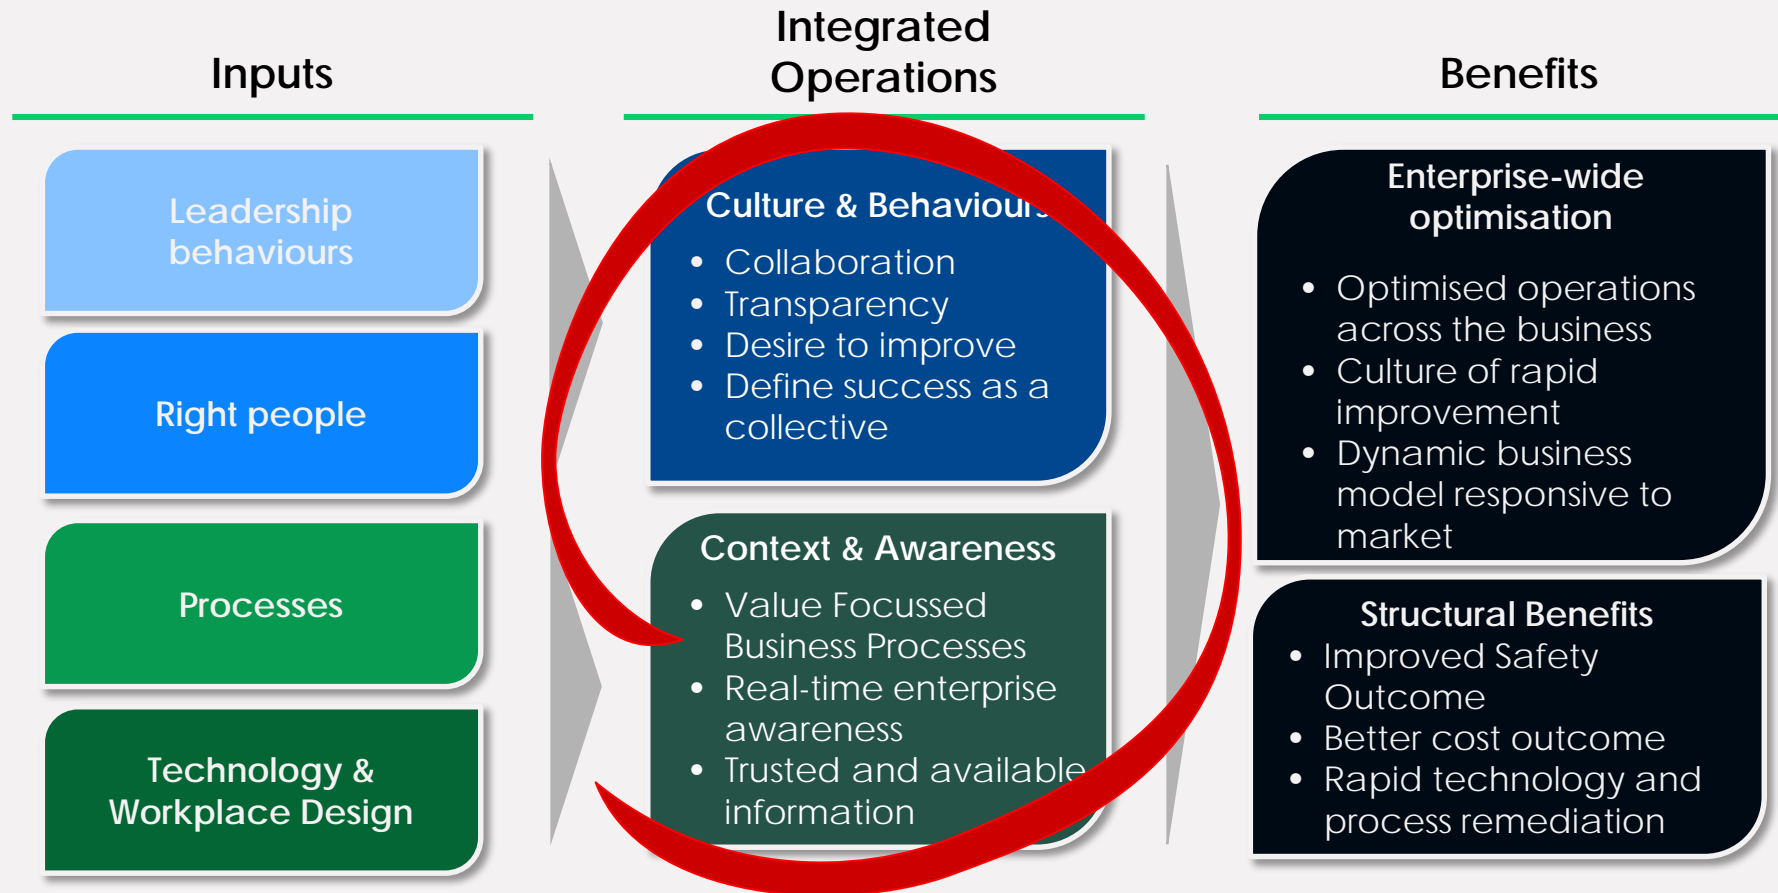 Inputs
Leadership
behaviours
Right people
Processes
Technology &
Workplace Design
Integrated
Operations
Culture & Behaviours
• Collaboration
• Transparency
• Desire to improve
• Define success as a
collective
Context & Awareness
• Value Focussed
Business Processes
• Real-time enterprise
awareness
• Trusted and available
information
Benefits
Enterprise-wide
optimisation
• Optimised operations
across the business
• Culture of rapid
improvement
• Dynamic business
model responsive to
market
Structural Benefits
• Improved Safety
Outcome
• Better cost outcome
• Rapid technology and
process remediation